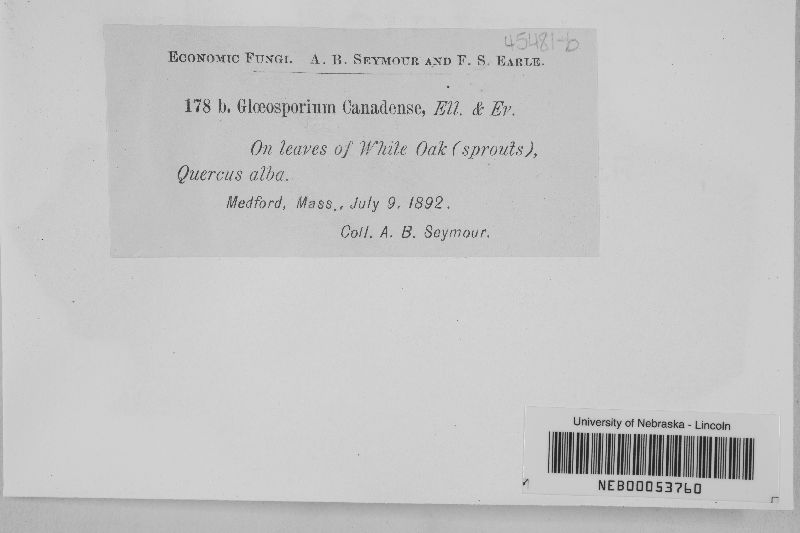 45481-b
ECONOMIC FUNGI. A. B. SEYMOUR AND F. S. EARLE.
178 b. Glœosporium Canadense, Ell. & Ev.
On leaves of White Oak (sprouts),
Quercus alba.
Medford, Mass., July 9, 1892.
Coll. A. B. Seymour.
University of Nebraska - Lincoln
NEB00053760